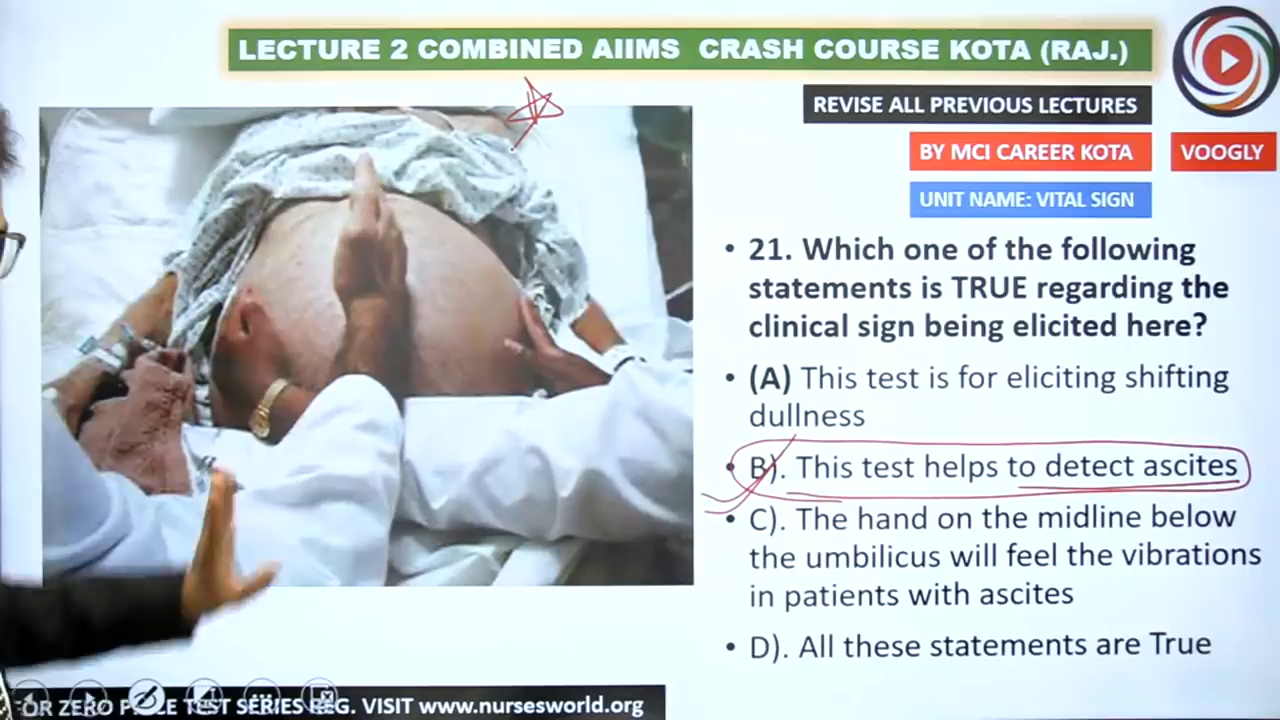 LECTURE 2 COMBINED AIIMS CRASH COURSE KOTA (RAJ.)
REVISE ALL PREVIOUS LECTURES
BY MCI CAREER KOTA
VOOGLY
UNIT NAME: VITAL SIGN
• 21. Which one of the following
statements is TRUE regarding the
clinical sign being elicited here?
• (A) This test is for eliciting shifting
dullness
• B). This test helps to detect ascites
• C). The hand on the midline below
the umbilicus will feel the vibrations
in patients with ascites
• D). All these statements are True
OR ZERO TEST SERIES REG. VISIT www.nursesworld.org